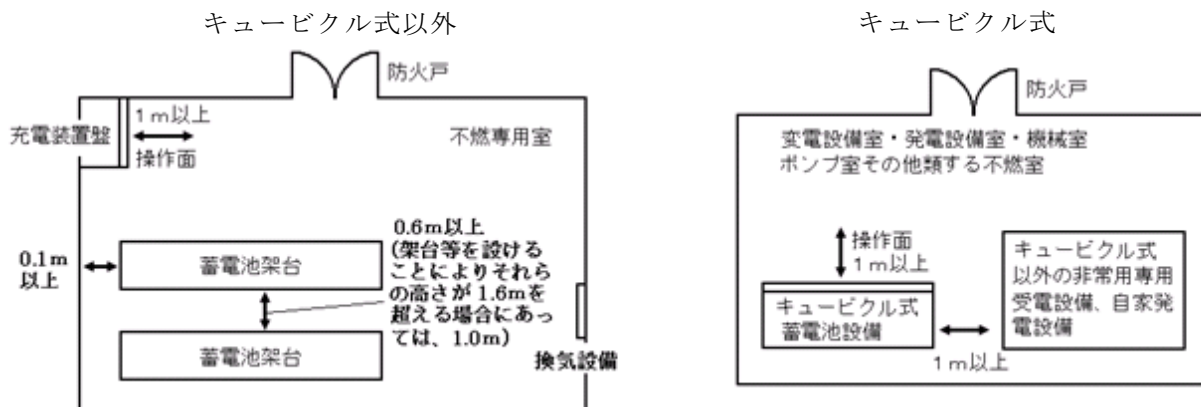 キュービクル式以外
防火戸
1m以上
充電装置盤
操作面
不燃専用室
0.6m以上
(架台等を設ける
ことによりそれら
の高さが1.6mを
超える場合にあっ
ては、1.0m)
0.1m
以上
蓄電池架台
蓄電池架台
換気設備
キュービクル式
防火戸
変電設備室・発電設備室・機械室
ポンプ室その他類する不燃室
操作面
1m以上
キュービクル式
蓄電池設備
キュービクル式
以外の非常用専用
受電設備、自家発
電設備
1m以上